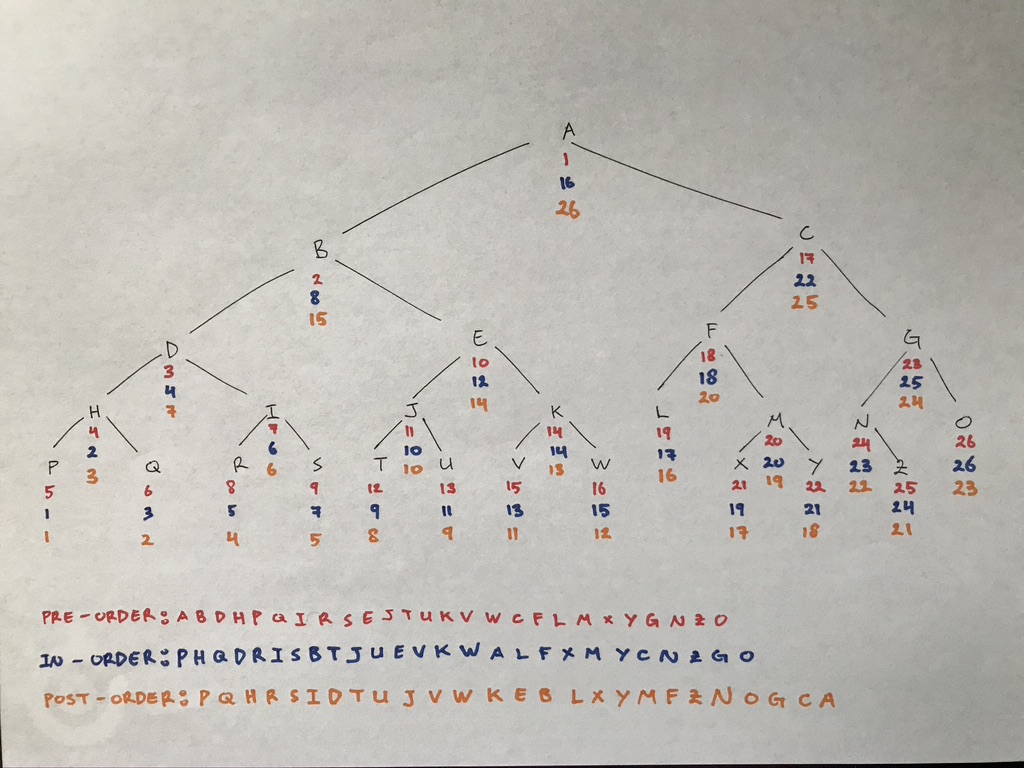 A
1
16
26
B
C
2
17
8
22
15
25
D
E
F
G
3
10
18
23
4
12
18
25
7
14
20
24
H
I
J
K
L
M
N
O
4
7
11
14
19
20
24
26
2
6
10
14
17
20
23
26
3
6
10
13
16
19
22
23
P
Q
R
S
T
U
V
W
X
Y
Z
5
6
8
9
12
13
15
16
21
22
25
1
3
5
7
9
11
13
15
19
21
24
1
2
4
5
8
9
11
12
17
18
21
PRE-ORDER: A B D H P Q I R S E J T U K V W C F L M X Y G N Z O
IN-ORDER: P H Q D R I S B T J U E V K W A L F X M Y C N Z G O
POST-ORDER: P Q H R S I D T U J V W K E B L X Y M F Z N O G C A